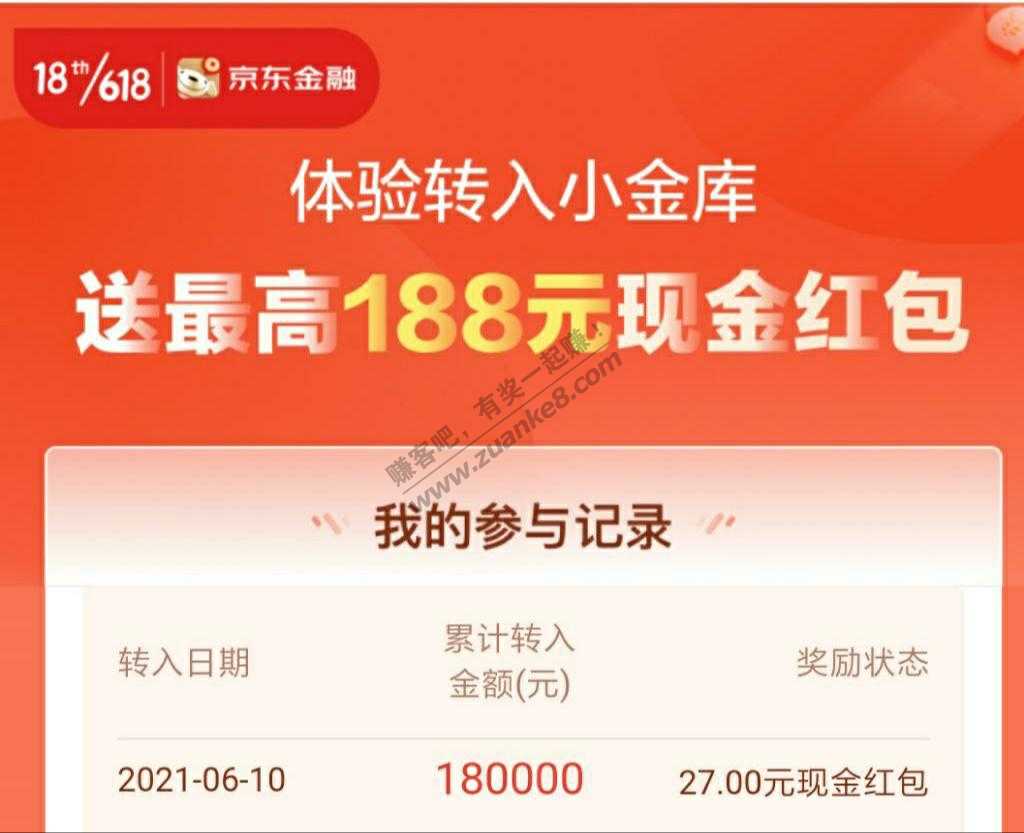 18th/618 京东金融
体验转入小金库
送最高188元现金红包
赚客吧，有奖一起赚！
www.zuanke8.com
我的参与记录
转入日期 累计转入金额(元) 奖励状态
2021-06-10 180000 27.00元现金红包